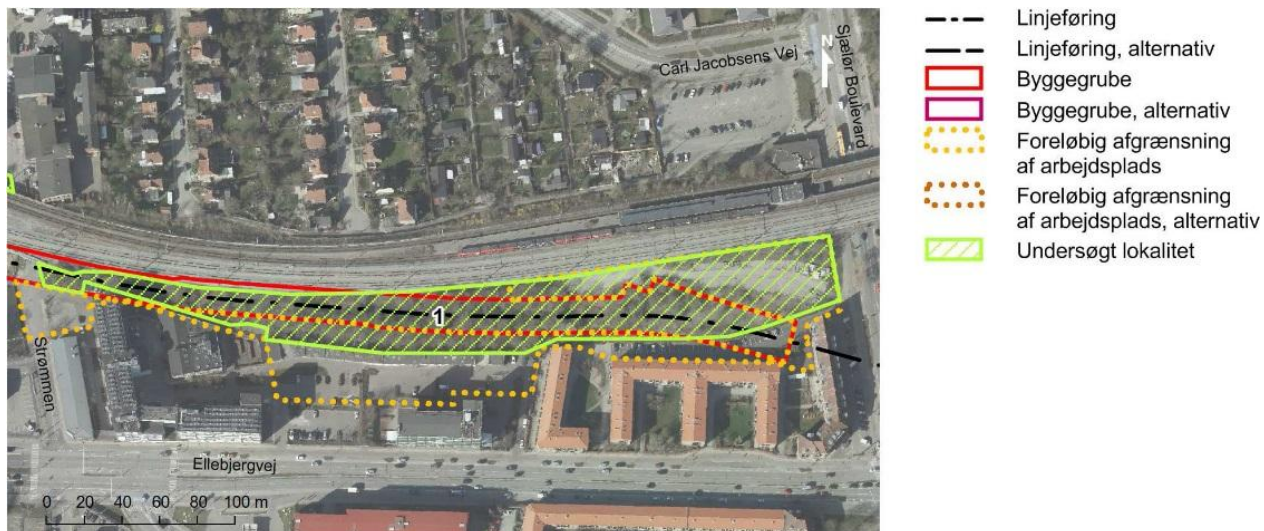 Carl Jacobsens Vej
Sjælør Boulevard
N
1
Strømmen
Ellebjergvej
0 20 40 60 80 100 m
Linjeføring
Linjeføring, alternativ
Byggegrube
Byggegrube, alternativ
Foreløbig afgrænsning
af arbejdsplads
Foreløbig afgrænsning
af arbejdsplads, alternativ
Undersøgt lokalitet